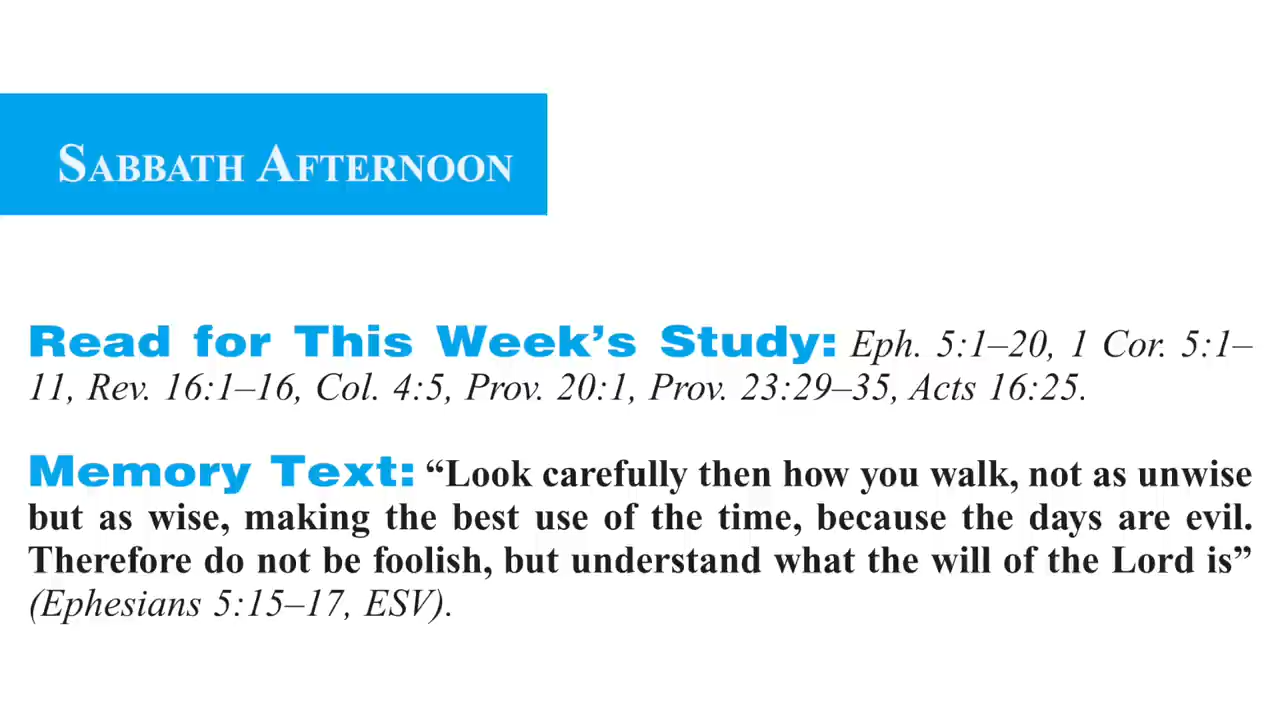 SABBATH AFTERNOON
Read for This Week’s Study: Eph. 5:1–20, 1 Cor. 5:1–
11, Rev. 16:1–16, Col. 4:5, Prov. 20:1, Prov. 23:29–35, Acts 16:25.
Memory Text: “Look carefully then how you walk, not as unwise
but as wise, making the best use of the time, because the days are evil.
Therefore do not be foolish, but understand what the will of the Lord is”
(Ephesians 5:15–17, ESV).